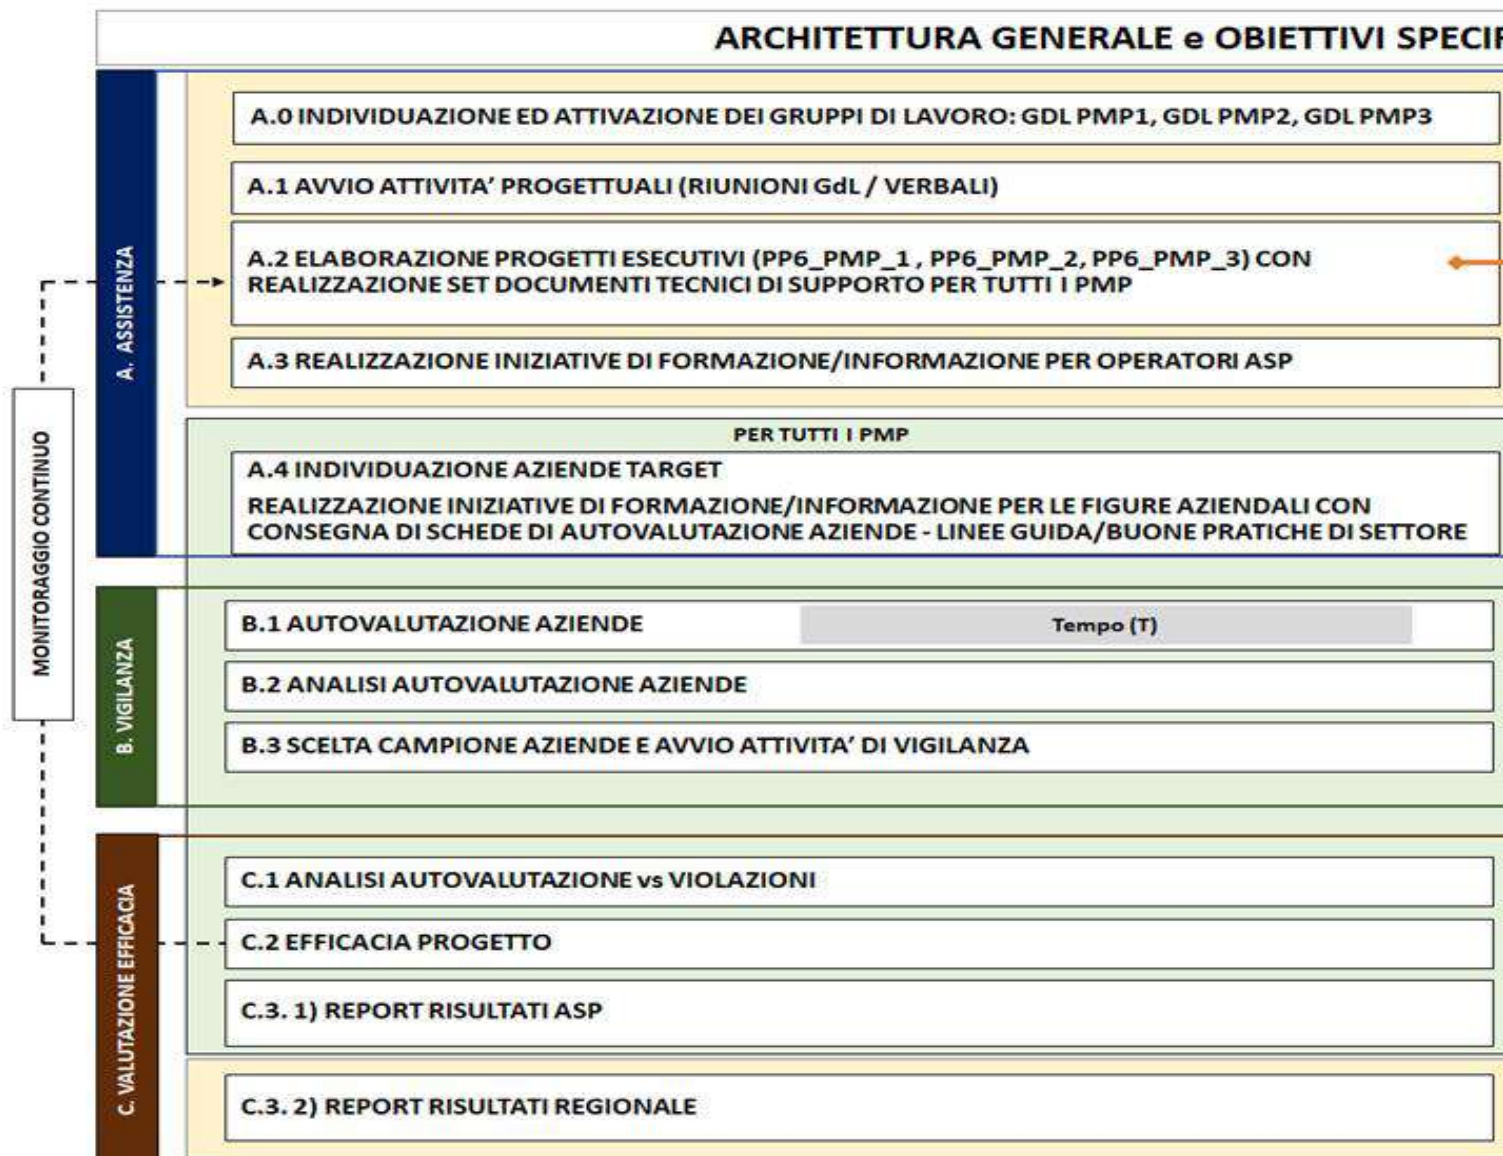 ARCHITETTURA GENERALE e OBIETTIVI SPECIF
A. ASSISTENZA
A.0 INDIVIDUAZIONE ED ATTIVAZIONE DEI GRUPPI DI LAVORO: GDL PMP1, GDL PMP2, GDL PMP3
A.1 AVVIO ATTIVITA’ PROGETTUALI (RIUNIONI GdL / VERBALI)
A.2 ELABORAZIONE PROGETTI ESECUTIVI (PP6_PMP_1 , PP6_PMP_2, PP6_PMP_3) CON
REALIZZAZIONE SET DOCUMENTI TECNICI DI SUPPORTO PER TUTTI I PMP
A.3 REALIZZAZIONE INIZIATIVE DI FORMAZIONE/INFORMAZIONE PER OPERATORI ASP
PER TUTTI I PMP
A.4 INDIVIDUAZIONE AZIENDE TARGET
REALIZZAZIONE INIZIATIVE DI FORMAZIONE/INFORMAZIONE PER LE FIGURE AZIENDALI CON
CONSEGNA DI SCHEDE DI AUTOVALUTAZIONE AZIENDE - LINEE GUIDA/BUONE PRATICHE DI SETTORE
MONITORAGGIO CONTINUO
B. VIGILANZA
B.1 AUTOVALUTAZIONE AZIENDE
Tempo (T)
B.2 ANALISI AUTOVALUTAZIONE AZIENDE
B.3 SCELTA CAMPIONE AZIENDE E AVVIO ATTIVITA’ DI VIGILANZA
C. VALUTAZIONE EFFICACIA
C.1 ANALISI AUTOVALUTAZIONE vs VIOLAZIONI
C.2 EFFICACIA PROGETTO
C.3. 1) REPORT RISULTATI ASP
C.3. 2) REPORT RISULTATI REGIONALE